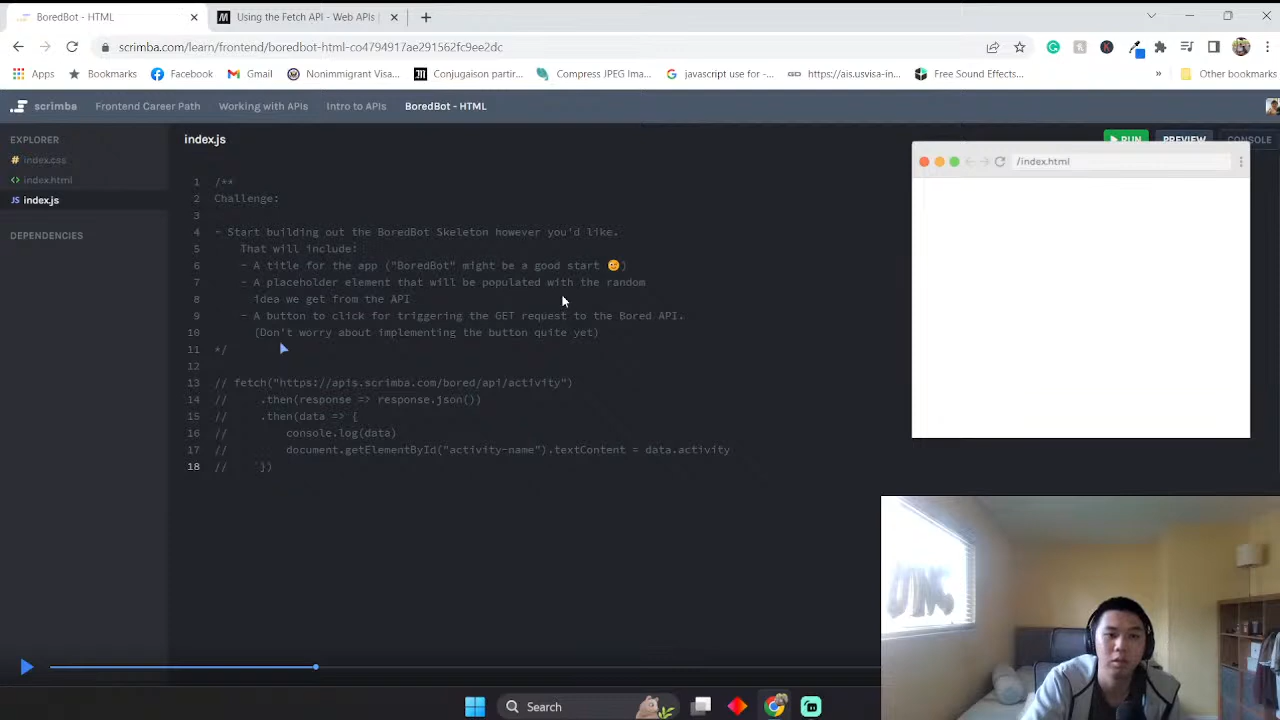 BoredBot - HTML
Using the Fetch API - Web APIs
scrimba.com/learn/frontend/boredbot-html-co4794917ae291562fc9ee2dc
Apps Bookmarks Facebook Gmail Nonimmigrant Visa... Conjugaison partir... Compress JPEG Imag... javascript use for -... https://ais.usvisa-in... Free Sound Effects... » Other bookmarks
scrimba Frontend Career Path Working with APIs Intro to APIs BoredBot - HTML
EXPLORER
index.css
index.html
JS index.js
DEPENDENCIES
index.js
RUN PREVIEW CONSOLE
/index.html
1 /**
2 Challenge:
3
4 - Start building out the BoredBot Skeleton however you'd like.
5 That will include:
6 - A title for the app ("BoredBot" might be a good start 😉)
7 - A placeholder element that will be populated with the random
8 idea we get from the API
9 - A button to click for triggering the GET request to the Bored API.
10 (Don't worry about implementing the button quite yet)
11 */
12
13 // fetch("https://apis.scrimba.com/bored/api/activity")
14 // .then(response => response.json())
15 // .then(data => {
16 // console.log(data)
17 // document.getElementById("activity-name").textContent = data.activity
18 // })
Search